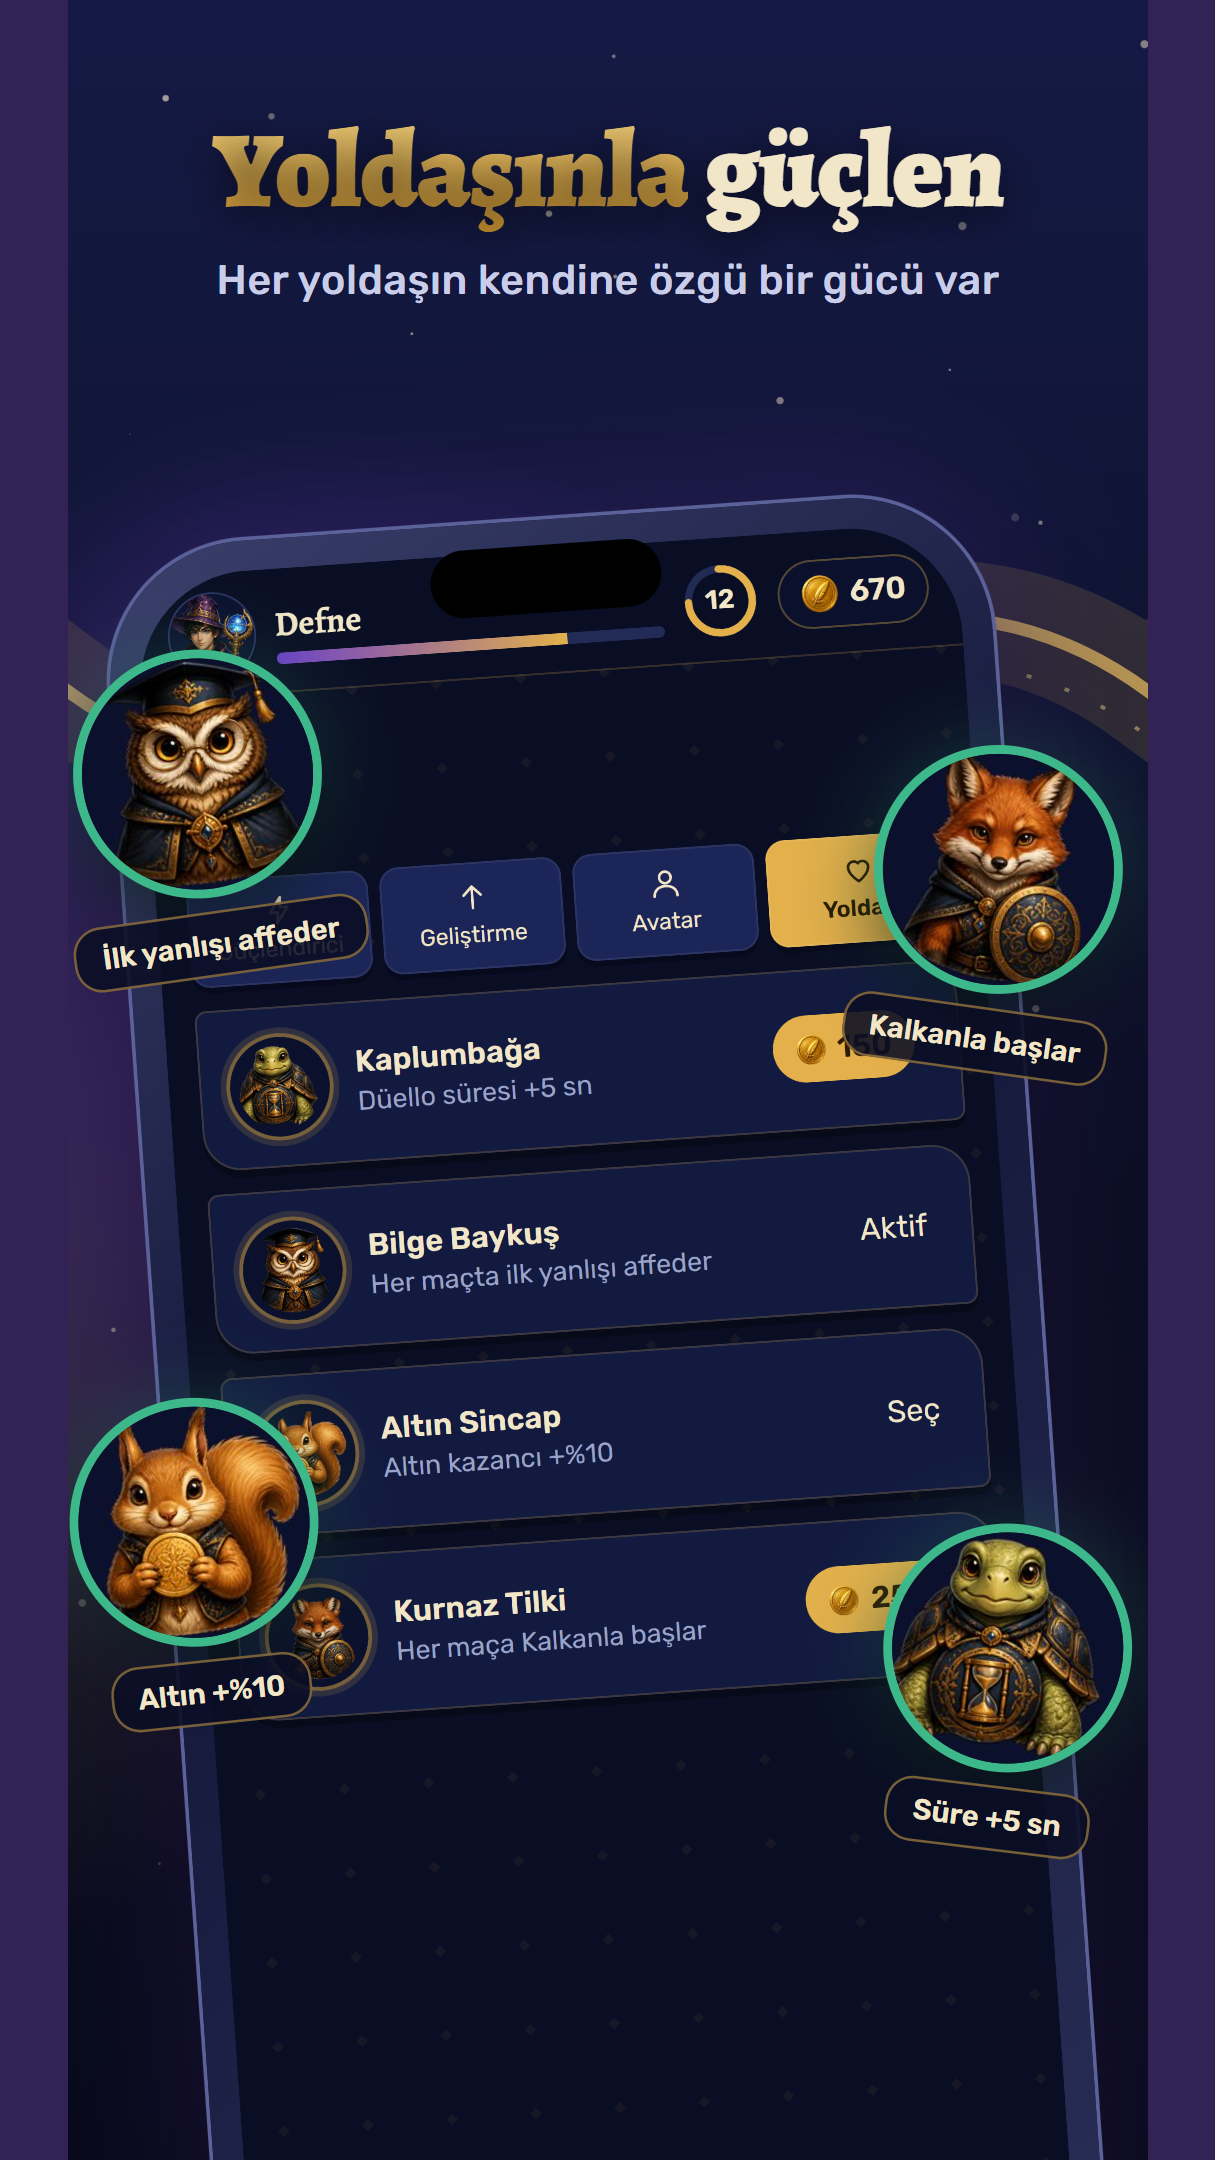 Yoldaşınla güçlen
Her yoldaşın kendine özgü bir gücü var
Defne
12
670
Geliştirme
Avatar
İlk yanlışı affeder
Kalkanla başlar
Kaplumbağa
Düello süresi +5 sn
150
Bilge Baykuş
Her maçta ilk yanlışı affeder
Aktif
Altın Sincap
Altın kazancı +%10
Seç
Kurnaz Tilki
Her maça Kalkanla başlar
Altın +%10
Süre +5 sn